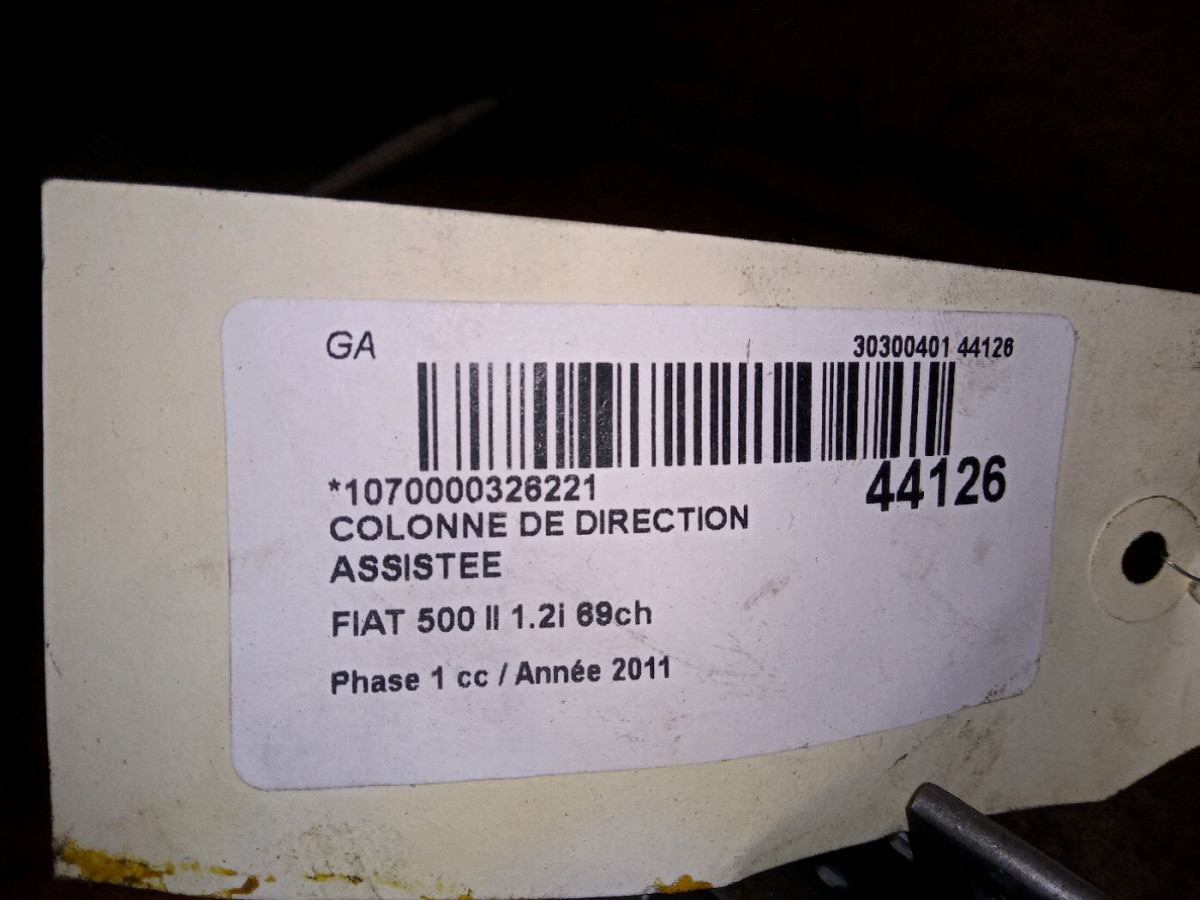 GA
30300401 44126
*1070000326221
44126
COLONNE DE DIRECTION
ASSISTEE
FIAT 500 II 1.2i 69ch
Phase 1 cc / Année 2011